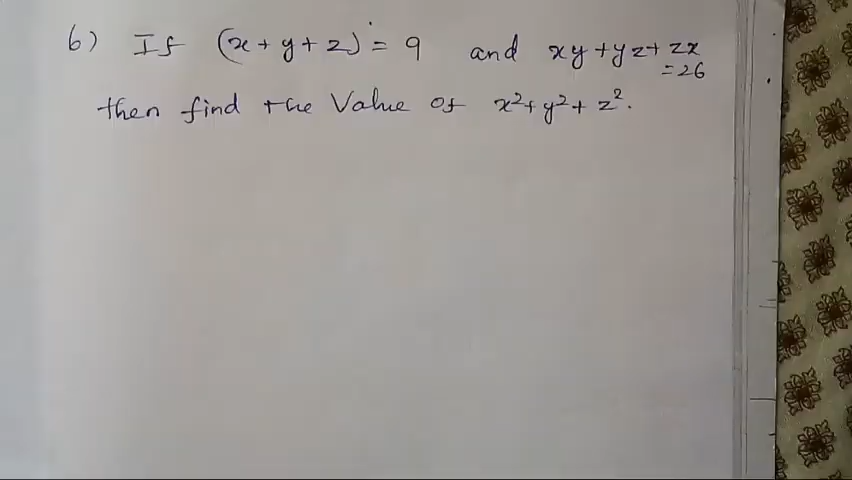 6) If (x + y + z) = 9 and xy + yz + zx
= 26
then find the Value of x² + y² + z².